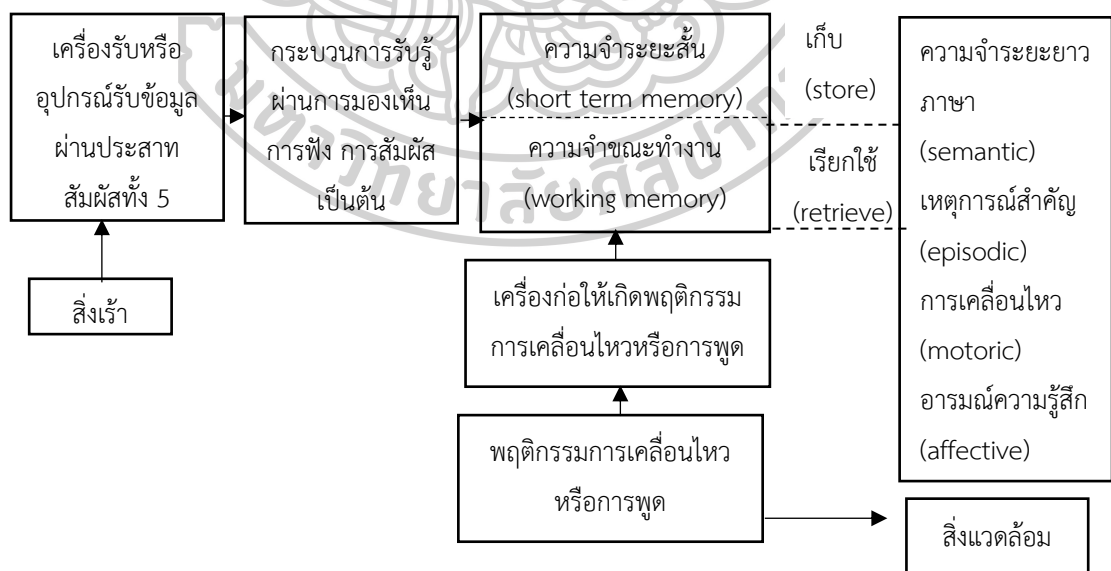 เครื่องรับหรือ
อุปกรณ์รับข้อมูล
ผ่านประสาท
สัมผัสทั้ง 5
กระบวนการรับรู้
ผ่านการมองเห็น
การฟัง การสัมผัส
เป็นต้น
ความจำระยะสั้น
(short term memory)
ความจำขณะทำงาน
(working memory)
เก็บ
(store)
เรียกใช้
(retrieve)
ความจำระยะยาว
ภาษา
(semantic)
เหตุการณ์สำคัญ
(episodic)
การเคลื่อนไหว
(motoric)
อารมณ์ความรู้สึก
(affective)
สิ่งเร้า
เครื่องก่อให้เกิดพฤติกรรม
การเคลื่อนไหวหรือการพูด
พฤติกรรมการเคลื่อนไหว
หรือการพูด
สิ่งแวดล้อม